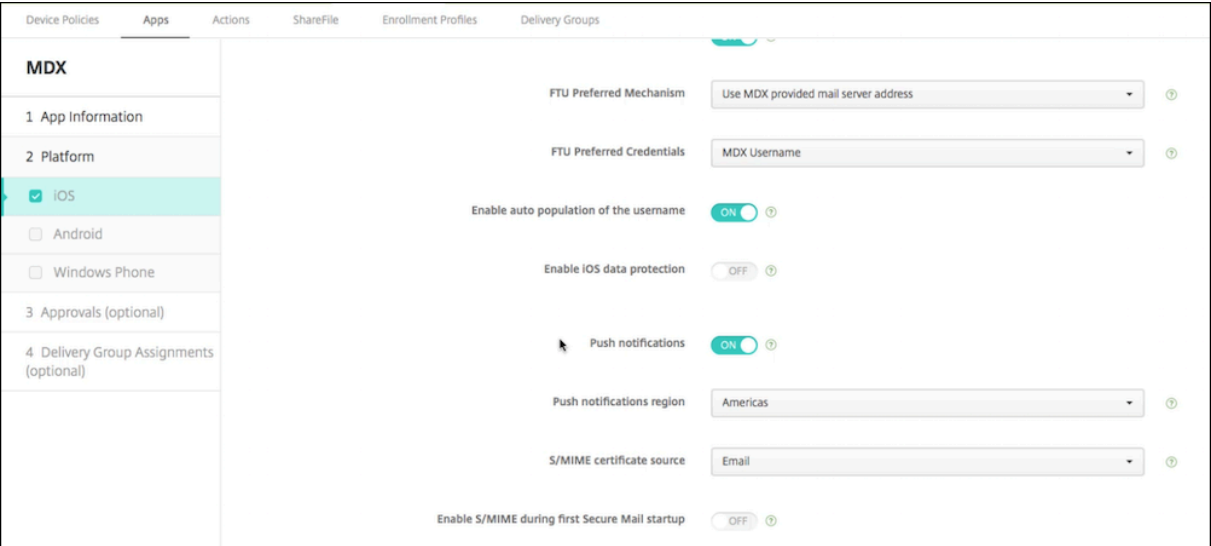 Device Policies Apps Actions ShareFile Enrollment Profiles Delivery Groups
MDX
1 App Information
2 Platform
iOS
Android
Windows Phone
3 Approvals (optional)
4 Delivery Group Assignments
(optional)
FTU Preferred Mechanism Use MDX provided mail server address
FTU Preferred Credentials MDX Username
Enable auto population of the username ON
Enable iOS data protection OFF
Push notifications ON
Push notifications region Americas
S/MIME certificate source Email
Enable S/MIME during first Secure Mail startup OFF